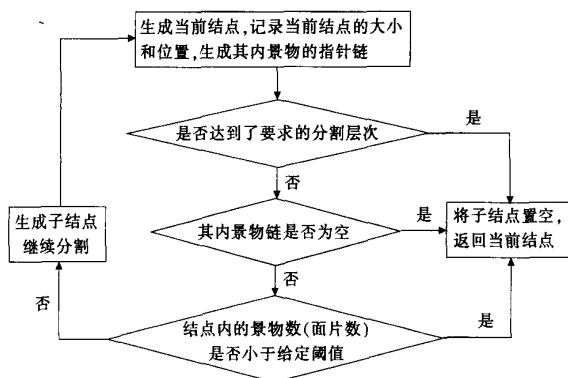 生成当前结点,记录当前结点的大小
和位置,生成其内景物的指针链
是否达到了要求的分割层次
是
否
生成子结点
继续分割
其内景物链是否为空
是
将子结点置空,
返回当前结点
否
否
结点内的景物数(面片数)
是否小于给定阈值
是